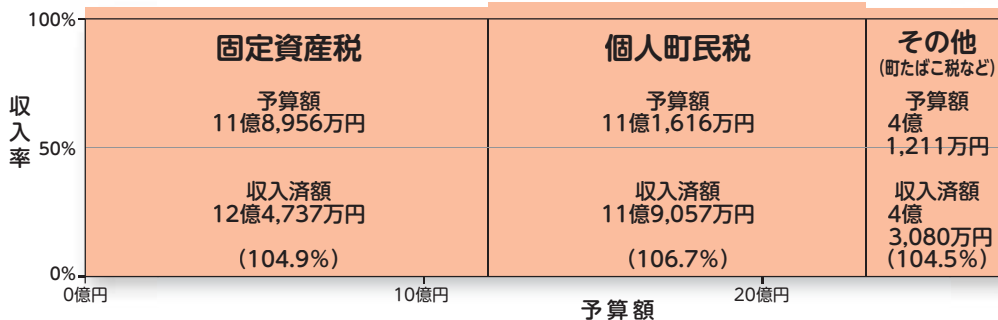 100%
50%
0%
収入率
固定資産税
予算額
11億8,956万円
収入済額
12億4,737万円
(104.9%)
個人町民税
予算額
11億1,616万円
収入済額
11億9,057万円
(106.7%)
その他
(町たばこ税など)
予算額
4億
1,211万円
収入済額
4億
3,080万円
(104.5%)
0億円
10億円
20億円
予算額